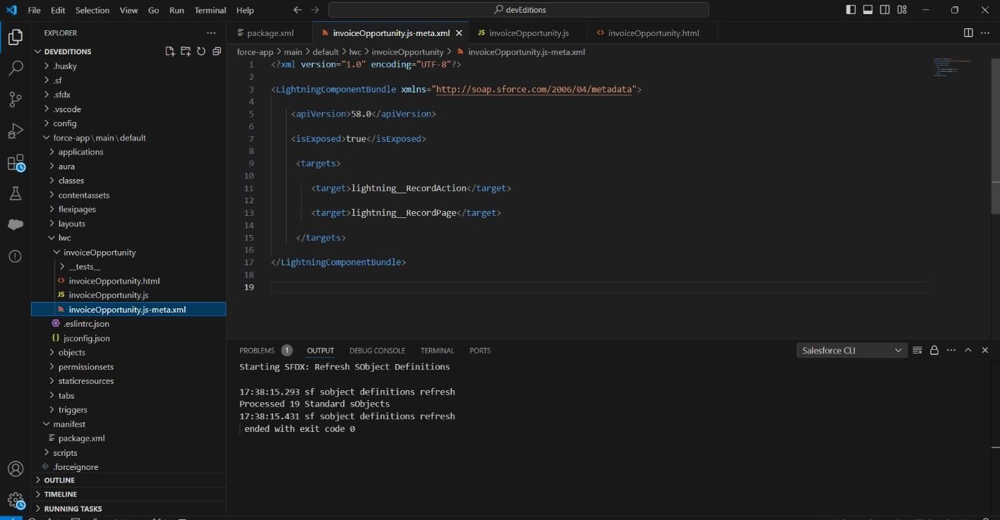 File Edit Selection View Go Run Terminal Help
devEditions
EXPLORER
DEVEDITIONS
.husky
.sf
.sfdx
.vscode
config
force-app\main\default
applications
aura
classes
contentassets
flexipages
layouts
lwc
invoiceOpportunity
__tests__
invoiceOpportunity.html
invoiceOpportunity.js
invoiceOpportunity.js-meta.xml
.eslintrc.json
jsconfig.json
objects
permissionsets
staticresources
tabs
triggers
manifest
package.xml
scripts
.forceignore
OUTLINE
TIMELINE
RUNNING TASKS
package.xml invoiceOpportunity.js-meta.xml JS invoiceOpportunity.js invoiceOpportunity.html
force-app > main > default > lwc > invoiceOpportunity > invoiceOpportunity.js-meta.xml
1 <?xml version="1.0" encoding="UTF-8"?>
2
3 <LightningComponentBundle xmlns="http://soap.sforce.com/2006/04/metadata">
4
5 <apiVersion>58.0</apiVersion>
6
7 <isExposed>true</isExposed>
8
9 <targets>
10
11 <target>lightning__RecordAction</target>
12
13 <target>lightning__RecordPage</target>
14
15 </targets>
16
17 </LightningComponentBundle>
18
19
PROBLEMS 1 OUTPUT DEBUG CONSOLE TERMINAL PORTS Salesforce CLI
Starting SFDX: Refresh SObject Definitions
17:38:15.293 sf sobject definitions refresh
Processed 19 Standard sObjects
17:38:15.431 sf sobject definitions refresh
ended with exit code 0